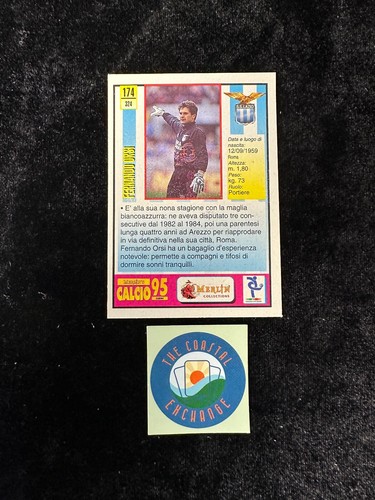 174
324
FERNANDO ORSI
Data e luogo di
nascita:
12/09/1959
Roma
Altezza:
m. 1,80
Peso:
kg. 73
Ruolo:
Portiere
• E' alla sua nona stagione con la maglia
biancoazzurra: ne aveva disputato tre con-
secutive dal 1982 al 1984, poi una parentesi
lunga quattro anni ad Arezzo per riapprodare
in via definitiva nella sua città, Roma.
Fernando Orsi ha un bagaglio d'esperienza
notevole: permette a compagni e tifosi di
dormire sonni tranquilli.
CALCIO 95
MERLIN
COLLECTIONS
THE COASTAL
EXCHANGE